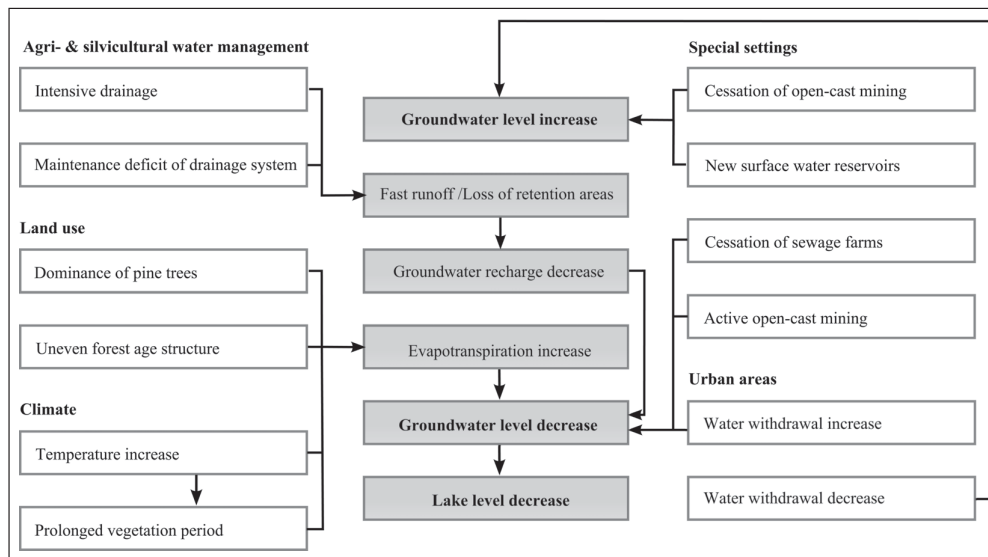 Agri- & silvicultural water management
Intensive drainage
Maintenance deficit of drainage system
Land use
Dominance of pine trees
Uneven forest age structure
Climate
Temperature increase
Prolonged vegetation period
Groundwater level increase
Fast runoff /Loss of retention areas
Groundwater recharge decrease
Evapotranspiration increase
Groundwater level decrease
Lake level decrease
Special settings
Cessation of open-cast mining
New surface water reservoirs
Cessation of sewage farms
Active open-cast mining
Urban areas
Water withdrawal increase
Water withdrawal decrease